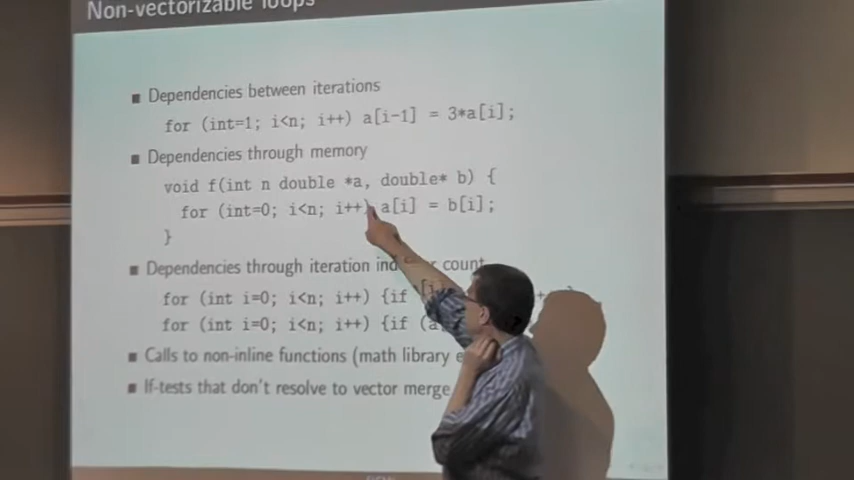 Non-vectorizable loops
■ Dependencies between iterations
for (int=1; i<n; i++) a[i-1] = 3*a[i];
■ Dependencies through memory
void f(int n double *a, double* b) {
for (int=0; i<n; i++) a[i] = b[i];
}
■ Dependencies through iteration count
for (int i=0; i<n; i++) {if
for (int i=0; i<n; i++) {if (a
■ Calls to non-inline functions (math library
■ If-tests that don't resolve to vector merge